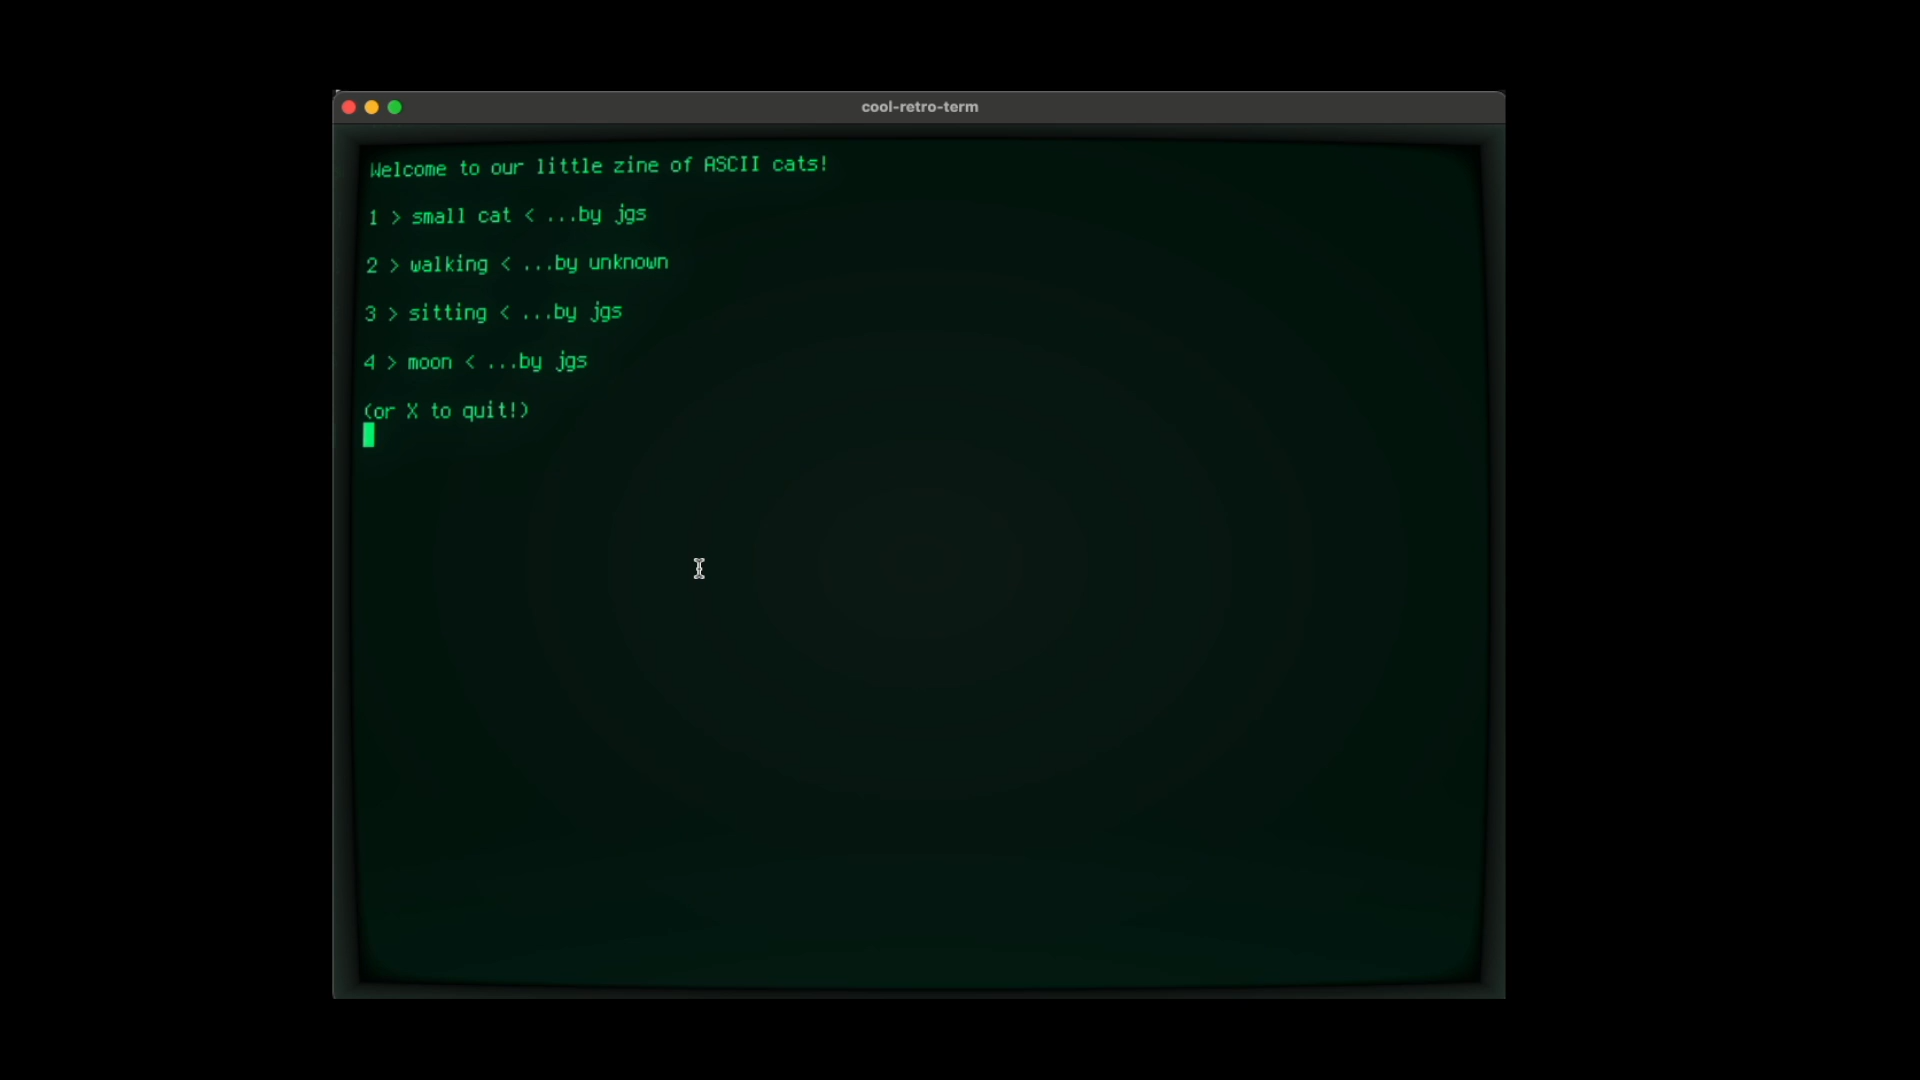 cool-retro-term
Welcome to our little zine of ASCII cats!
1 > small cat < ...by jgs
2 > walking < ...by unknown
3 > sitting < ...by jgs
4 > moon < ...by jgs
(or X to quit!)